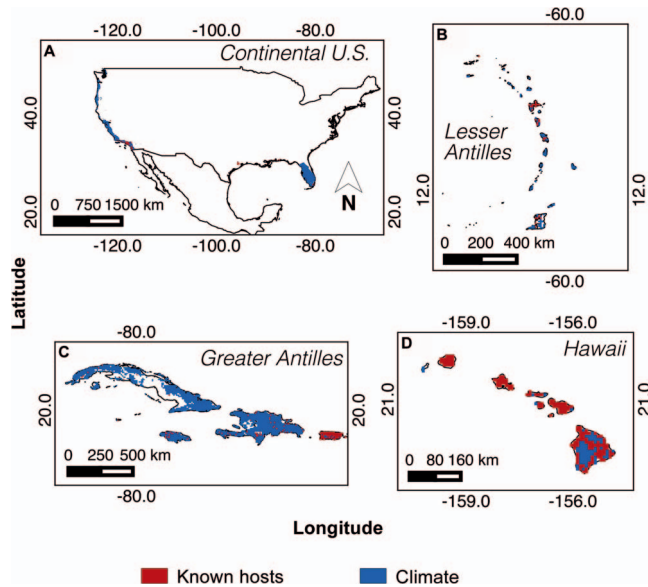 -120.0 -100.0 -80.0
A
Continental U.S.
40.0
40.0
20.0
20.0
0 750 1500 km
N
-120.0 -100.0 -80.0
-60.0
B
Lesser
Antilles
12.0
12.0
0 200 400 km
-60.0
Latitude
-80.0
C
Greater Antilles
20.0
20.0
0 250 500 km
-80.0
-159.0 -156.0
D
Hawaii
21.0
21.0
0 80 160 km
-159.0 -156.0
Longitude
Known hosts
Climate